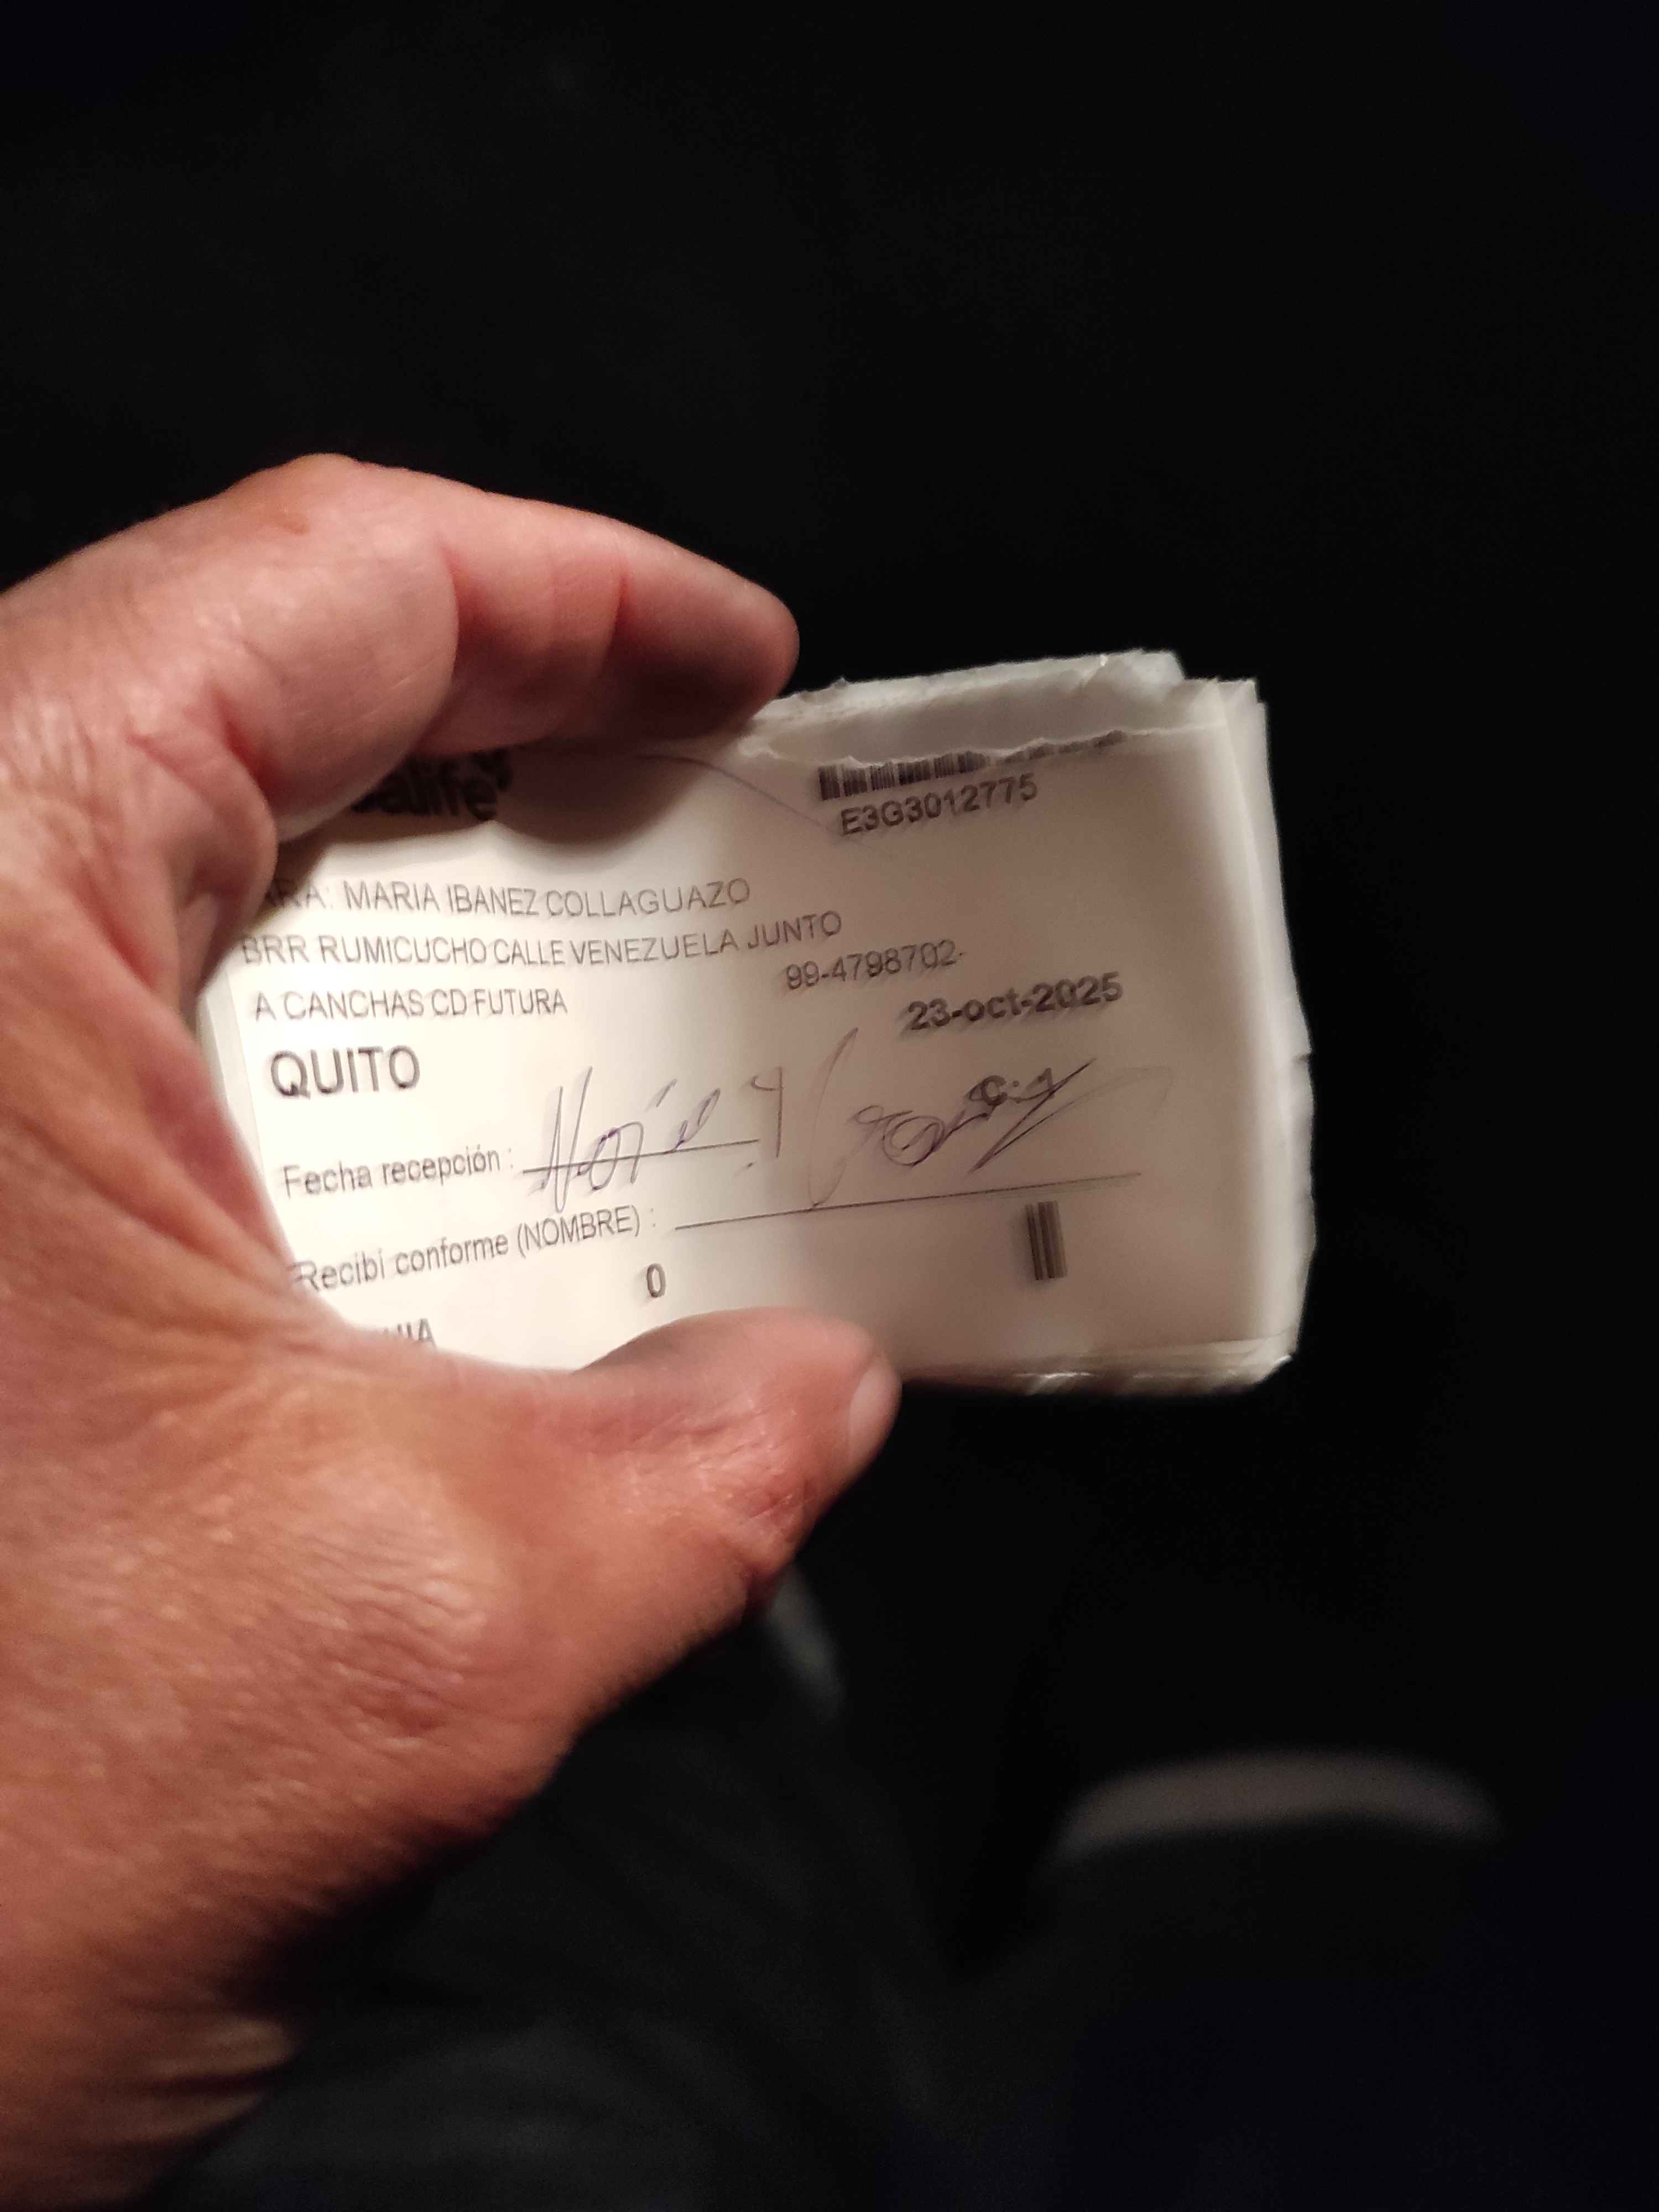 E3G3012775
MARIA IBANEZ COLLAGUAZO
BRR RUMICUCHO CALLE VENEZUELA JUNTO
99-4798702
A CANCHAS CD FUTURA
23-oct-2025
QUITO
Fecha recepción :
Recibí conforme (NOMBRE) :
0